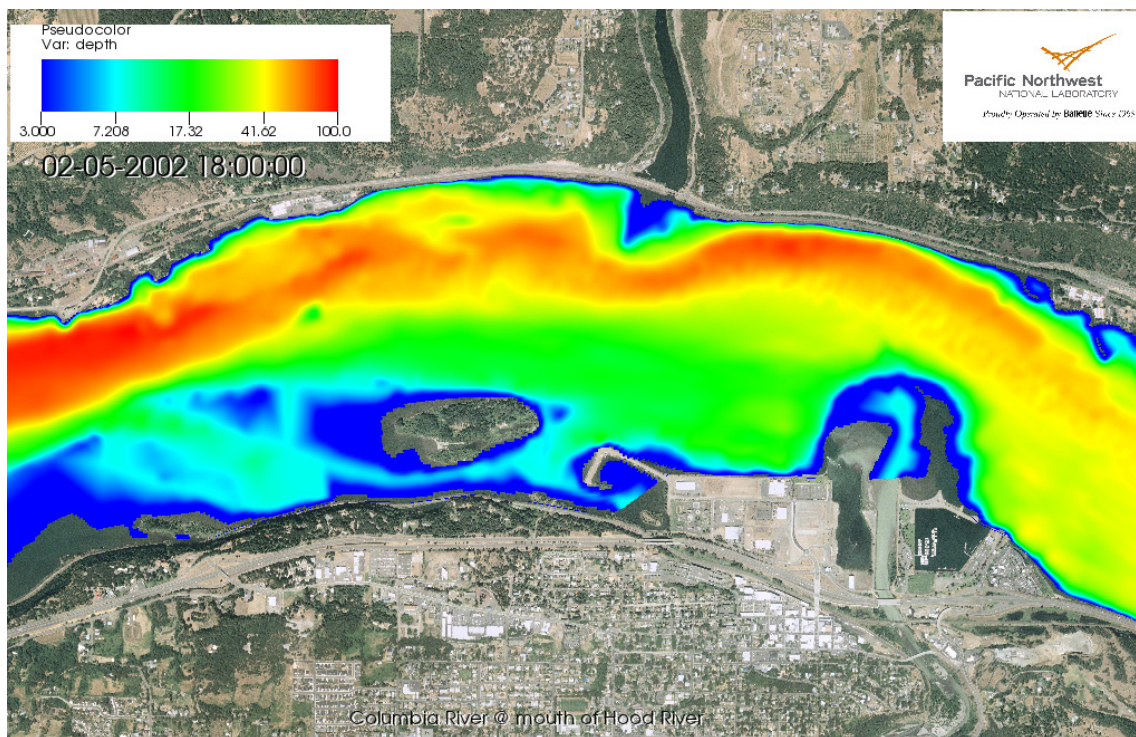 Pseudocolor
Var: depth
3.000 7.208 17.32 41.62 100.0
02-05-2002 18:00:00
Pacific Northwest
NATIONAL LABORATORY
Proudly Operated by Battelle Since 1965
Columbia River @ mouth of Hood River